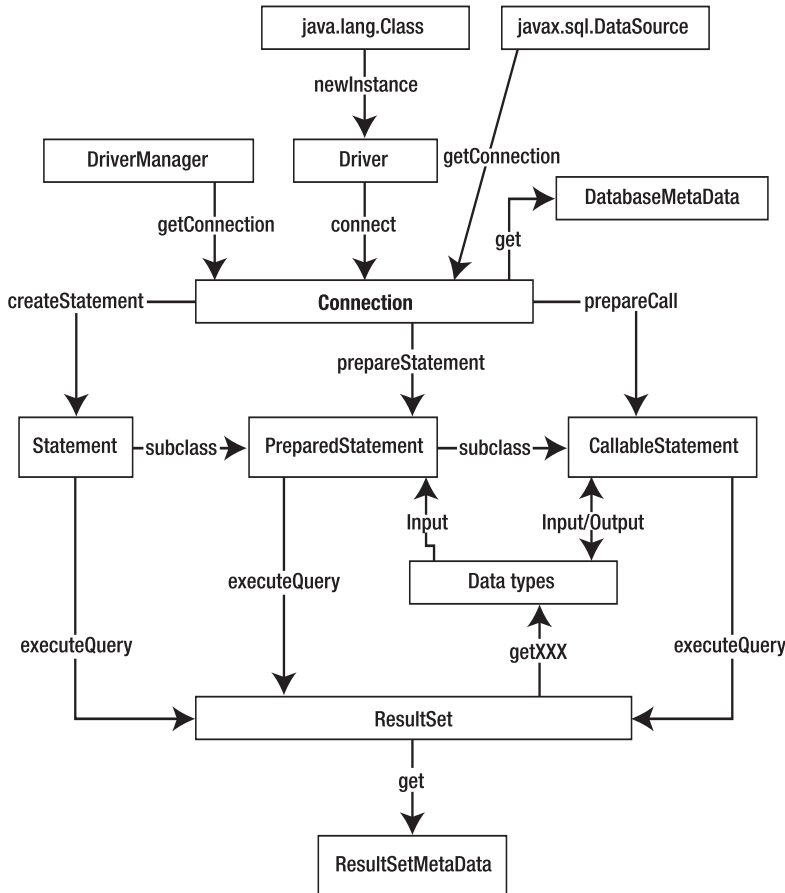 java.lang.Class
javax.sql.DataSource
newInstance
DriverManager
Driver
getConnection
DatabaseMetaData
getConnection
connect
get
createStatement
Connection
prepareCall
prepareStatement
Statement
subclass
PreparedStatement
subclass
CallableStatement
Input
Input/Output
executeQuery
Data types
executeQuery
getXXX
executeQuery
ResultSet
get
ResultSetMetaData